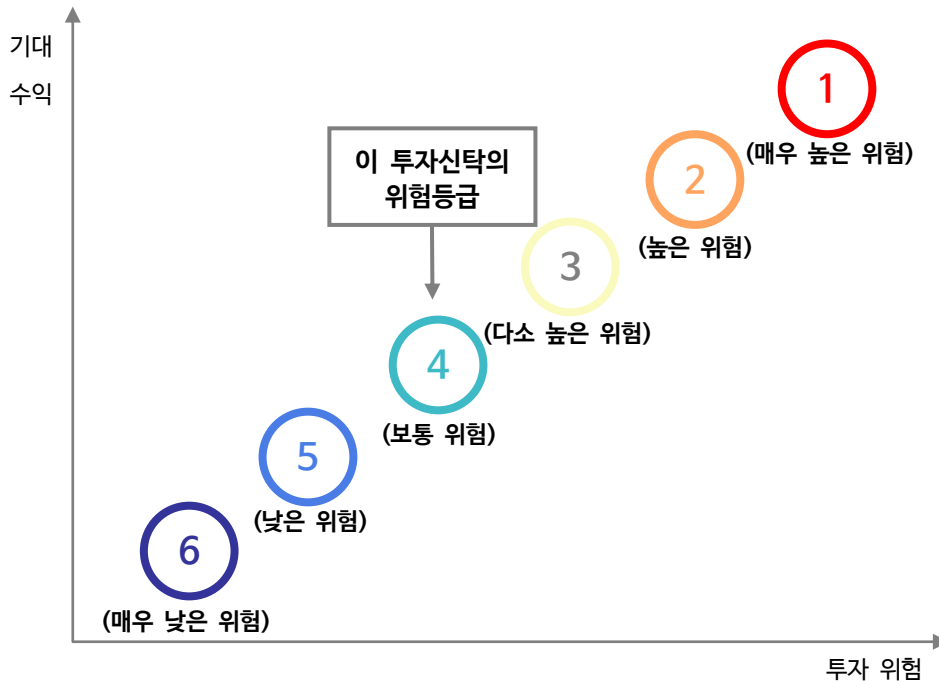 기대
수익
1
(매우 높은 위험)
이 투자신탁의
위험등급
2
(높은 위험)
3
(다소 높은 위험)
4
(보통 위험)
5
(낮은 위험)
6
(매우 낮은 위험)
투자 위험